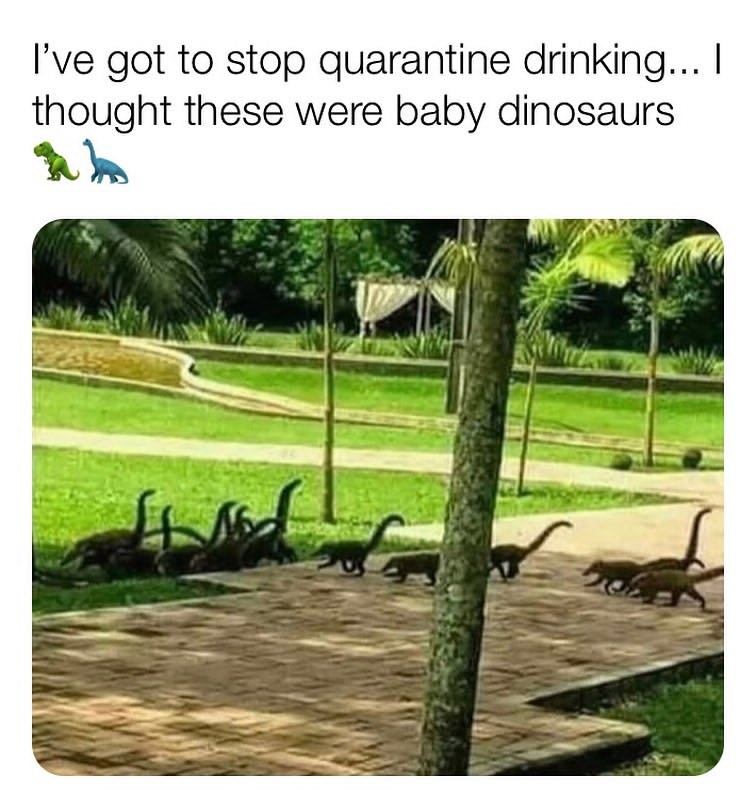 I’ve got to stop quarantine drinking... I
thought these were baby dinosaurs
🦖🦕